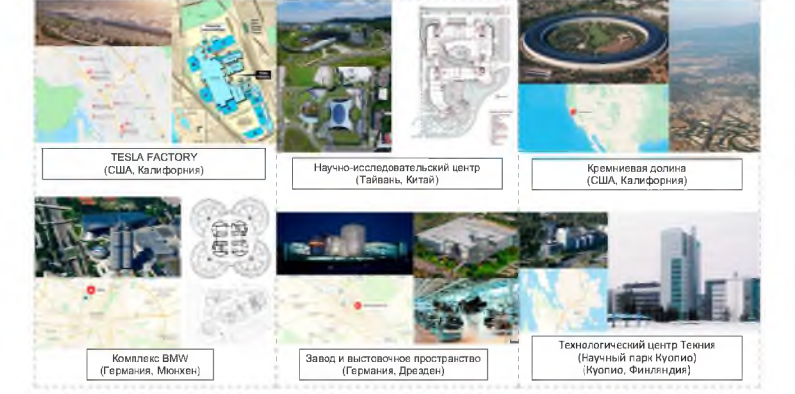 TESLA FACTORY
(США, Калифорния)
Научно-исследовательский центр
(Тайвань, Китай)
Кремниевая долина
(США, Калифорния)
Комплекс BMW
(Германия, Мюнхен)
Завод и выставочное пространство
(Германия, Дрезден)
Технологический центр Текния
(Научный парк Куопио)
(Куопио, Финляндия)